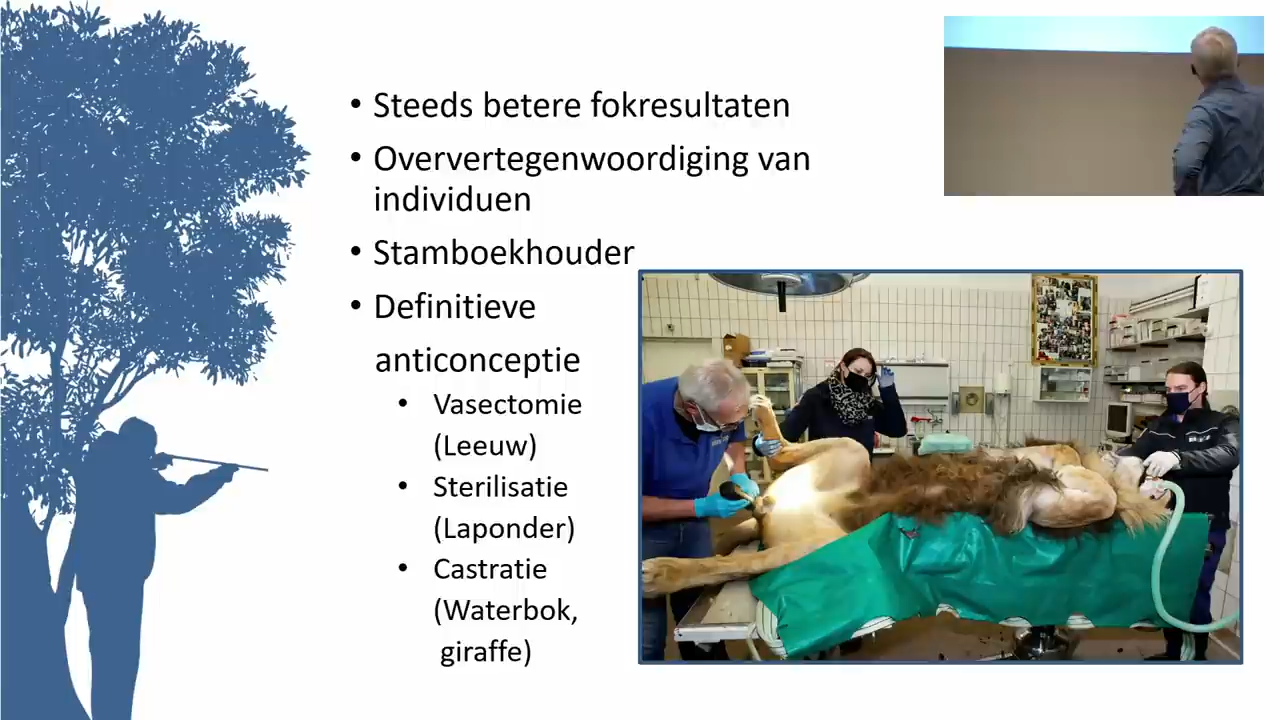 • Steeds betere fokresultaten
• Oververtegenwoordiging van
individuen
• Stamboekhouder
• Definitieve
anticonceptie
• Vasectomie
(Leeuw)
• Sterilisatie
(Laponder)
• Castratie
(Waterbok,
giraffe)